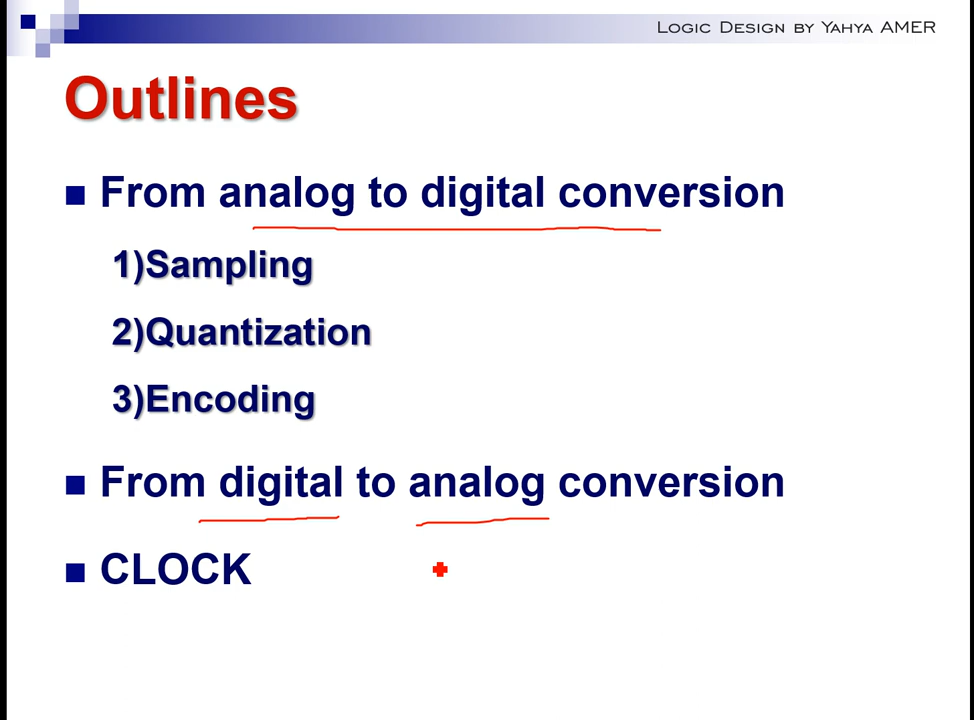 Logic Design by Yahya AMER
Outlines
From analog to digital conversion
1)Sampling
2)Quantization
3)Encoding
From digital to analog conversion
CLOCK